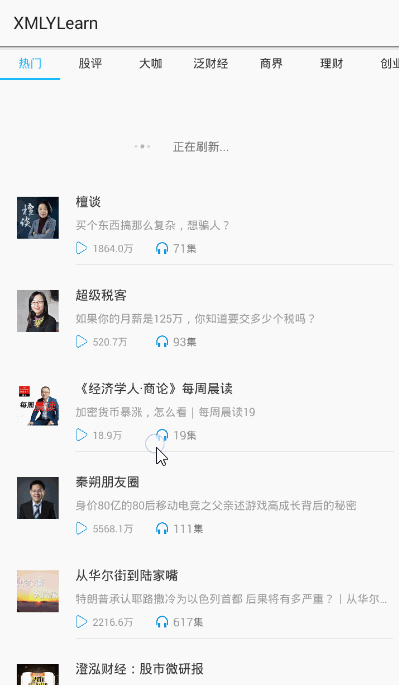 XMLYLearn
热门 股评 大咖 泛财经 商界 理财 创业
正在刷新...
檀谈
檀谈
买个东西搞那么复杂，想骗人？
1864.0万 71集
超级税客
如果你的月薪是125万，你知道要交多少个税吗？
520.7万 93集
《经济学人·商论》每周晨读
加密货币暴涨，怎么看｜每周晨读19
18.9万 19集
秦朔朋友圈
身价80亿的80后移动电竞之父亲述游戏高成长背后的秘密
5568.1万 111集
从华尔街到陆家嘴
特朗普承认耶路撒冷为以色列首都 后果将有多严重？丨从华尔...
2216.6万 617集
澄泓财经：股市微研报